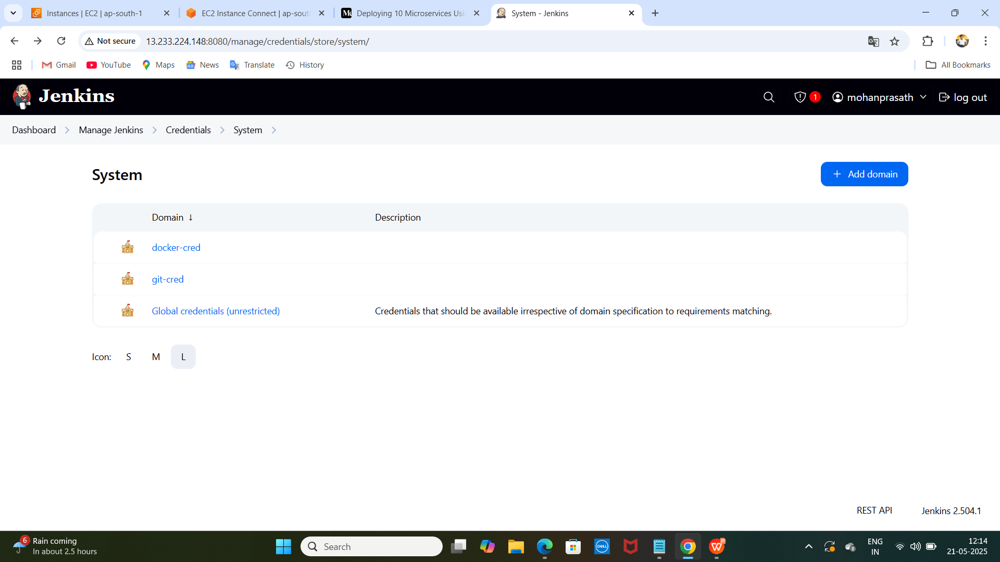 Instances | EC2 | ap-south-1
EC2 Instance Connect | ap-sout
Deploying 10 Microservices Usi
System - Jenkins
Not secure
13.233.224.148:8080/manage/credentials/store/system/
Gmail
YouTube
Maps
News
Translate
History
All Bookmarks
Jenkins
1
mohanprasath
log out
Dashboard
Manage Jenkins
Credentials
System
System
+ Add domain
Domain ↓
Description
docker-cred
git-cred
Global credentials (unrestricted)
Credentials that should be available irrespective of domain specification to requirements matching.
Icon:
S
M
L
REST API
Jenkins 2.504.1
6
Rain coming
In about 2.5 hours
Search
DELL
ENG
IN
12:14
21-05-2025